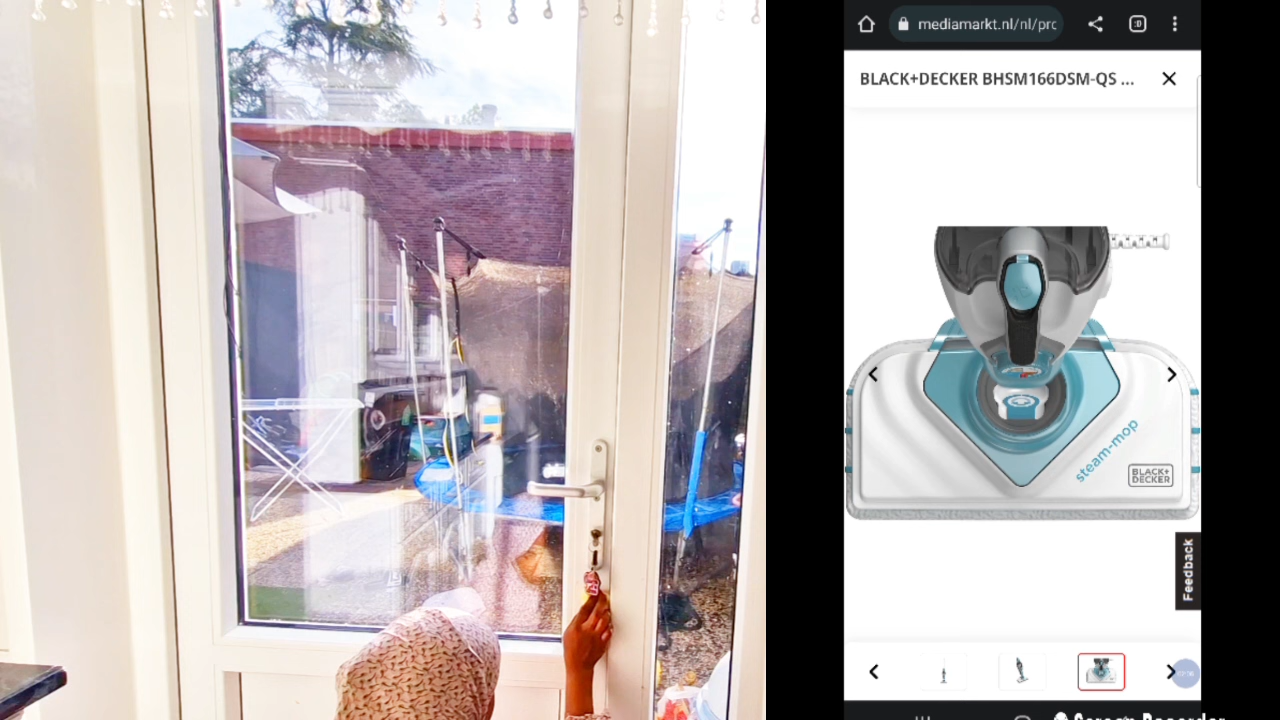 mediamarkt.nl/nl/prc
BLACK+DECKER BHSM166DSM-QS ...
steam-mop
BLACK+
DECKER
Feedback
Screen Recorder